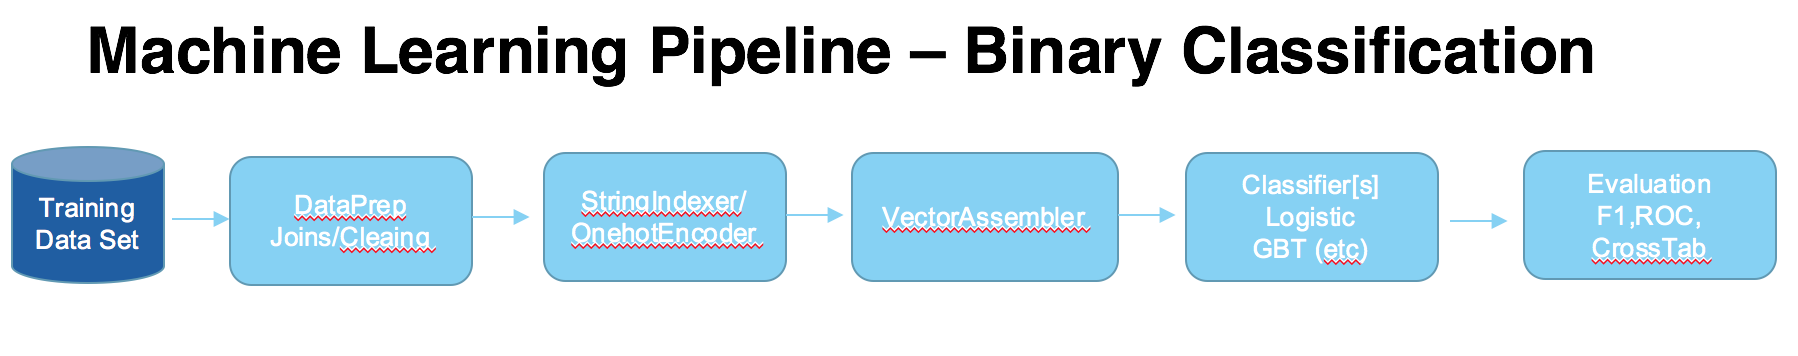 Machine Learning Pipeline – Binary Classification
Training
Data Set
DataPrep
Joins/Cleaing
StringIndexer/
OnehotEncoder
VectorAssembler
Classifier[s]
Logistic
GBT (etc)
Evaluation
F1,ROC,
CrossTab